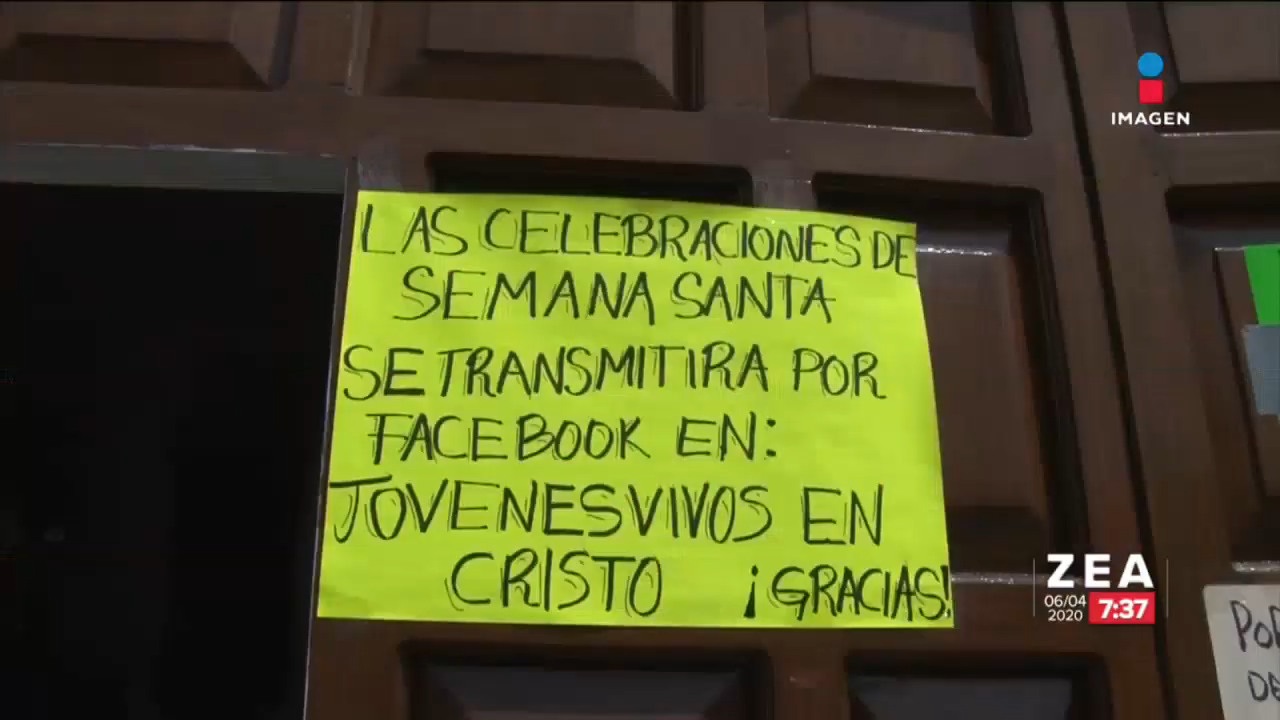 LAS CELEBRACIONES DE
SEMANA SANTA
SE TRANSMITIRA POR
FACEBOOK EN:
JOVENES VIVOS EN
CRISTO ¡GRACIAS!
IMAGEN
ZEA
06/04
2020
7:37
DE